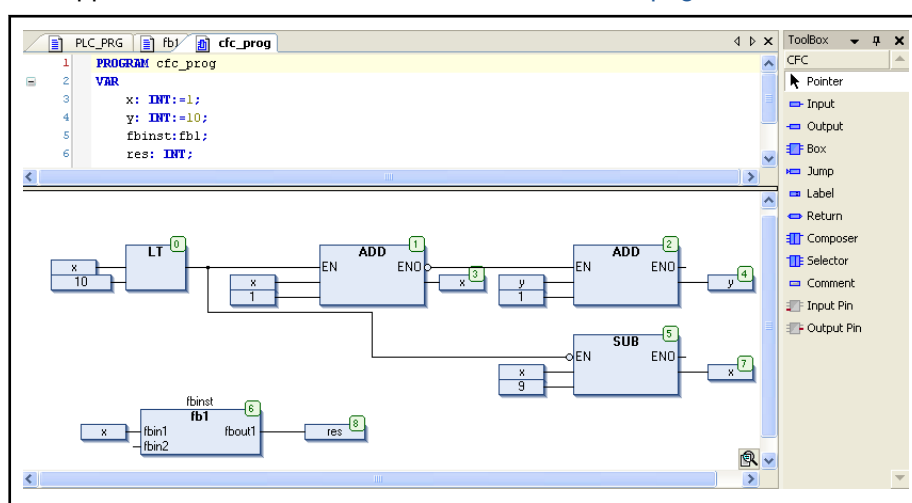 PLC_PRG fb1 cfc_prog
1 PROGRAM cfc_prog
2 VAR
3 x: INT:=1;
4 y: INT:=10;
5 fbinst:fb1;
6 res: INT;
ToolBox
CFC
Pointer
Input
Output
Box
Jump
Label
Return
Composer
Selector
Comment
Input Pin
Output Pin
LT 0
x
10
ADD 1
EN ENO
x
1
x 3
ADD 2
EN ENO
y
1
y 4
SUB 5
EN ENO
x
9
x 7
fbinst
fb1 6
x
fbin1 fbout1
fbin2
res 8